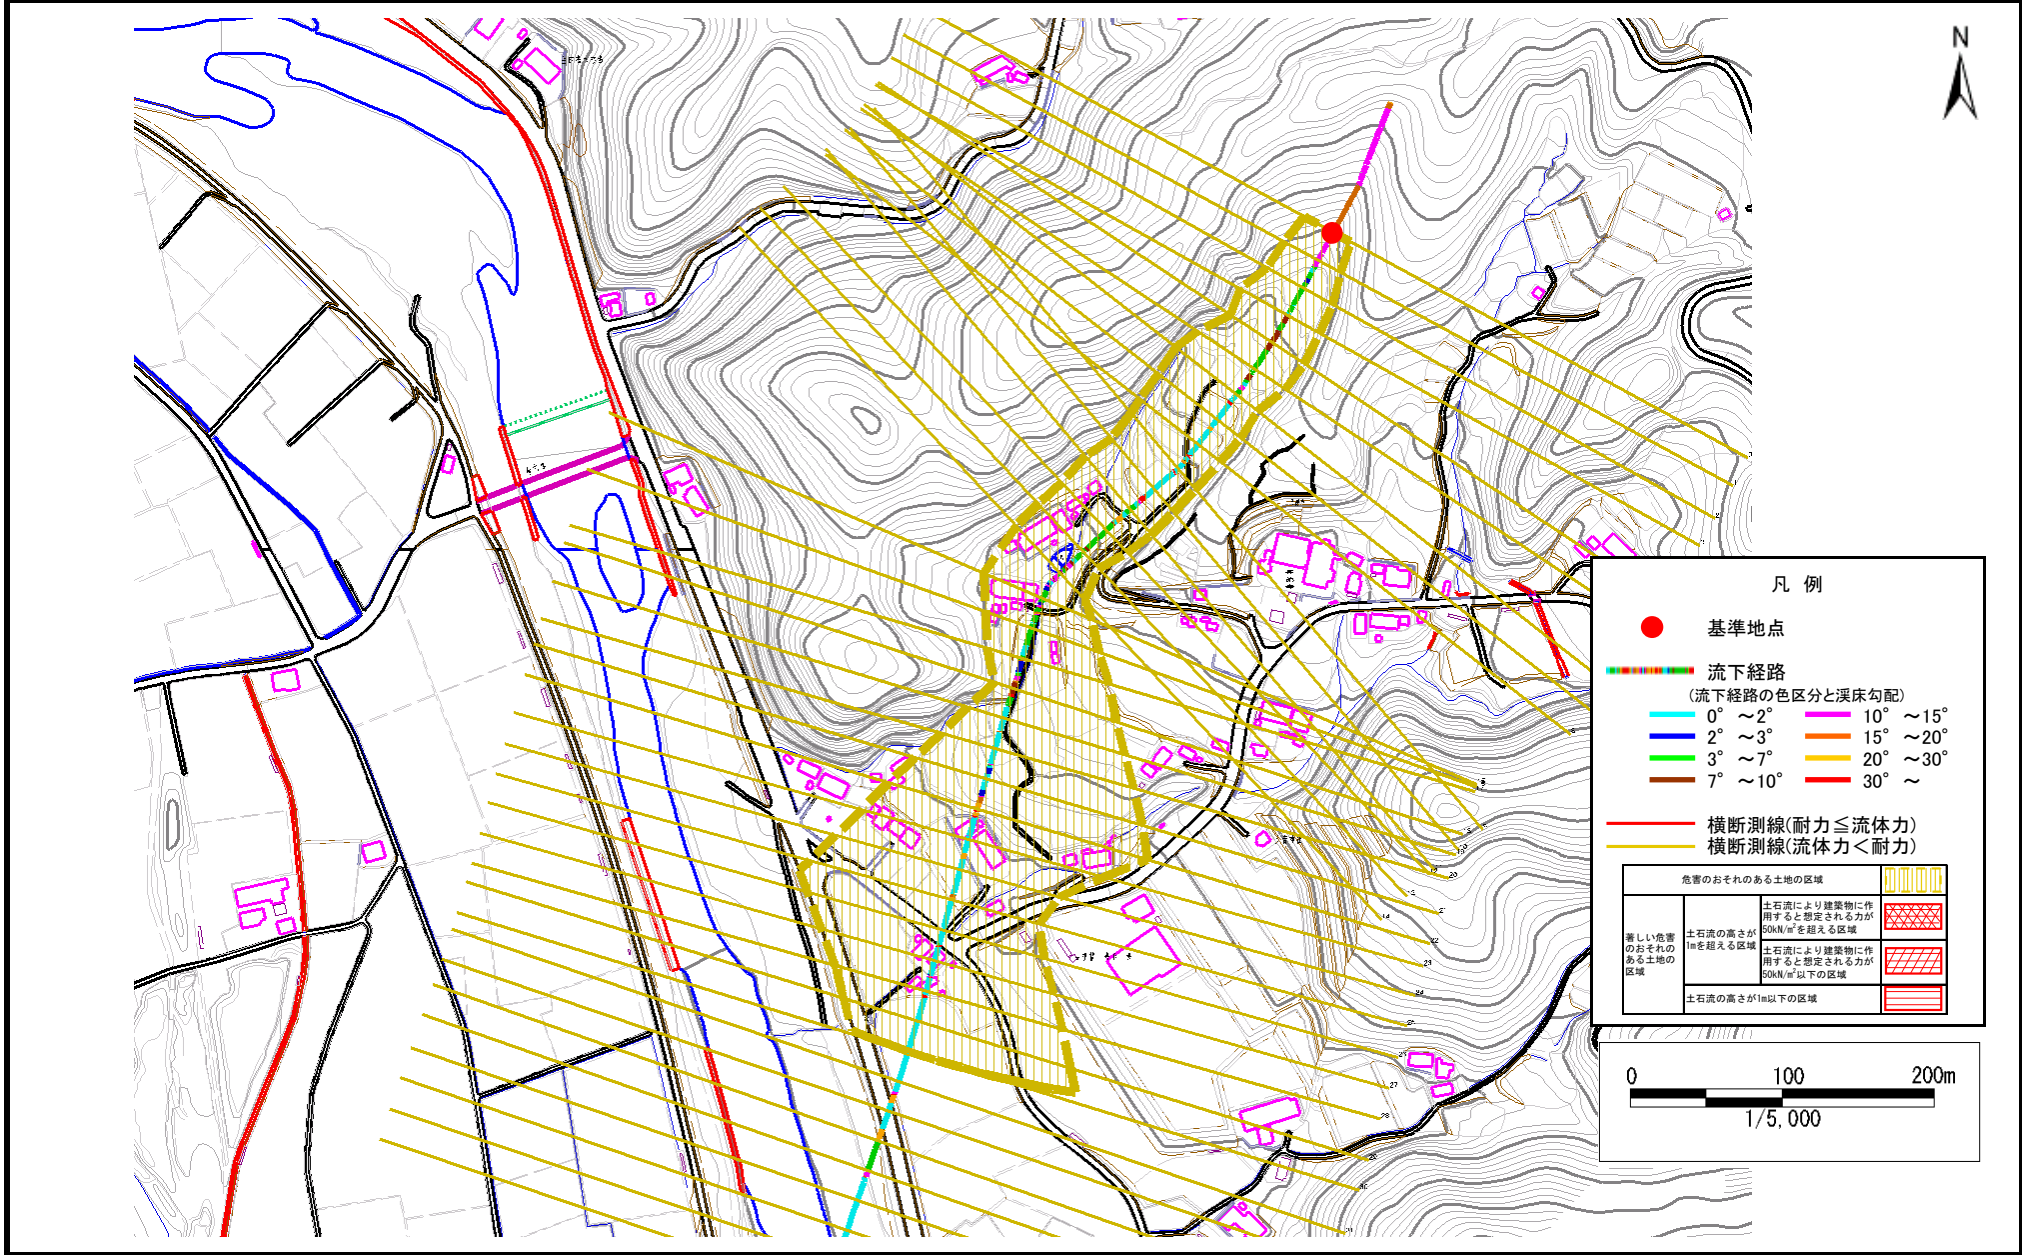 N
凡 例
基準地点
流下経路
(流下経路の色区分と渓床勾配)
0° ～2° 10° ～15°
2° ～3° 15° ～20°
3° ～7° 20° ～30°
7° ～10° 30° ～
横断測線(耐力≦流体力)
横断測線(流体力＜耐力)
危害のおそれのある土地の区域
著しい危害
のおそれの
ある土地の
区域
土石流の高さが
1mを超える区域
土石流により建築物に作
用すると想定される力が
50kN/m²を超える区域
土石流により建築物に作
用すると想定される力が
50kN/m²以下の区域
土石流の高さが1m以下の区域
0 100 200m
1/5,000
20
21
22
23
24
27
28